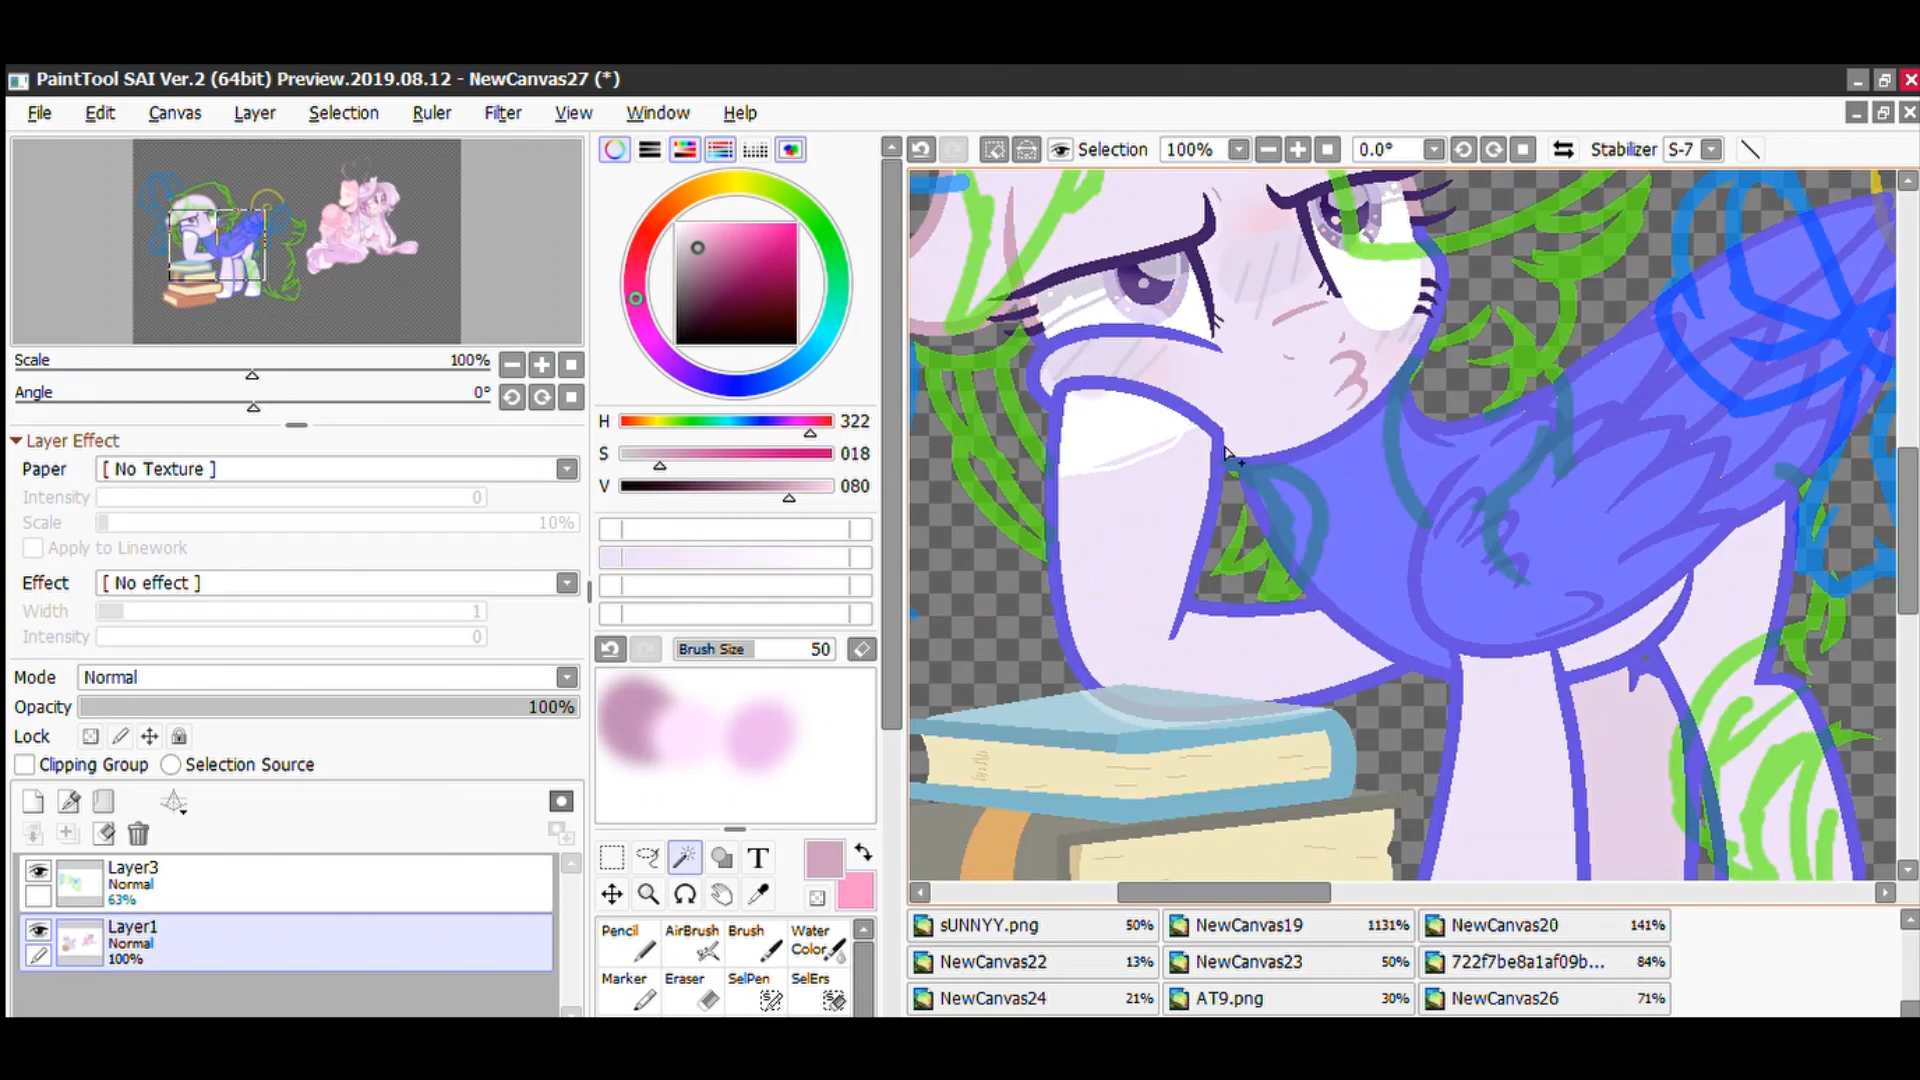 PaintTool SAI Ver.2 (64bit) Preview.2019.08.12 - NewCanvas27 (*)
File Edit Canvas Layer Selection Ruler Filter View Window Help
Selection 100% 0.0° Stabilizer S-7
Scale 100%
Angle 0°
Layer Effect
Paper [ No Texture ]
Intensity 0
Scale 10%
Apply to Linework
Effect [ No effect ]
Width 1
Intensity 0
Mode Normal
Opacity 100%
Lock
Clipping Group Selection Source
Layer3
Normal
63%
Layer1
Normal
100%
H 322
S 018
V 080
Brush Size 50
T
Pencil AirBrush Brush Water Color
Marker Eraser SelPen SelErs
sUNNYY.png 50% NewCanvas19 1131% NewCanvas20 141%
NewCanvas22 13% NewCanvas23 50% 722f7be8a1af09b... 84%
NewCanvas24 21% AT9.png 30% NewCanvas26 71%